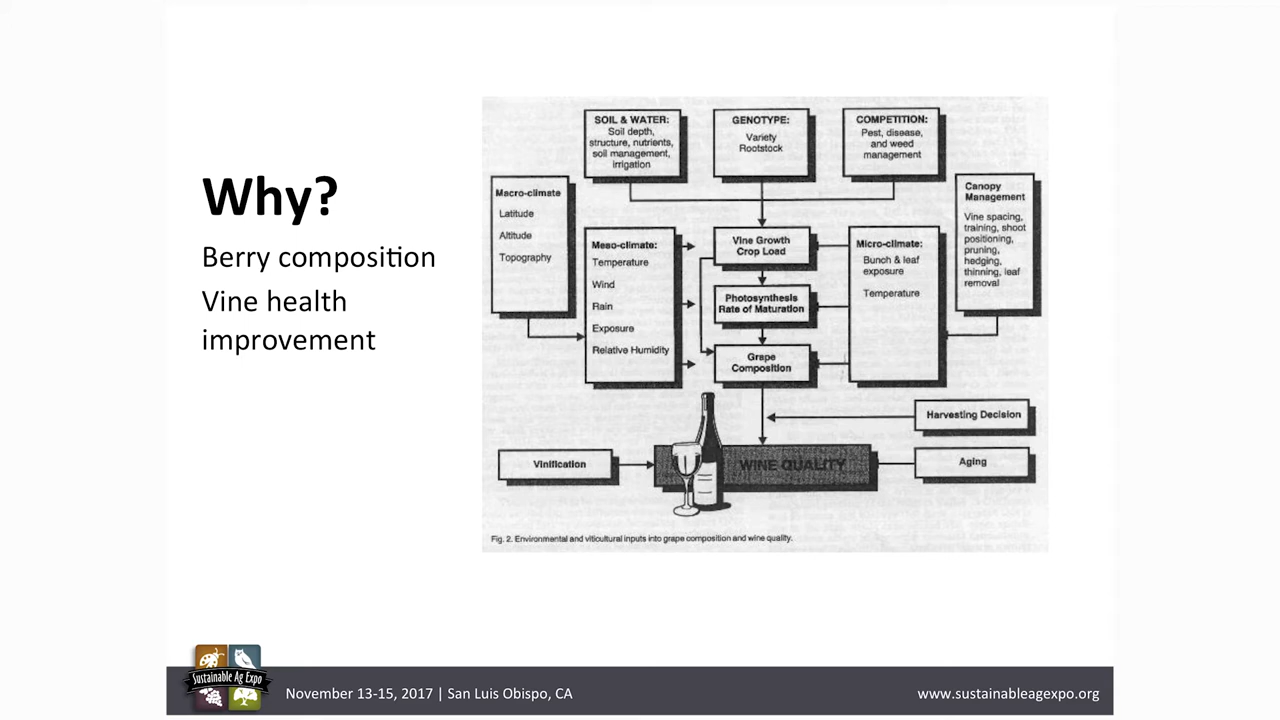 Why?
Berry composition
Vine health
improvement
SOIL & WATER:
Soil depth,
structure, nutrients,
soil management,
irrigation
GENOTYPE:
Variety
Rootstock
COMPETITION:
Pest, disease,
and weed
management
Macro-climate
Latitude
Altitude
Topography
Meso-climate:
Temperature
Wind
Rain
Exposure
Relative Humidity
Vine Growth
Crop Load
Photosynthesis
Rate of Maturation
Grape
Composition
Micro-climate:
Bunch & leaf
exposure
Temperature
Canopy
Management
Vine spacing,
training, shoot
positioning,
pruning,
hedging,
thinning, leaf
removal
Harvesting Decision
Vinification
WINE QUALITY
Aging
Fig. 2. Environmental and viticultural inputs into grape composition and wine quality.
Sustainable Ag Expo
November 13-15, 2017 | San Luis Obispo, CA
www.sustainableagexpo.org